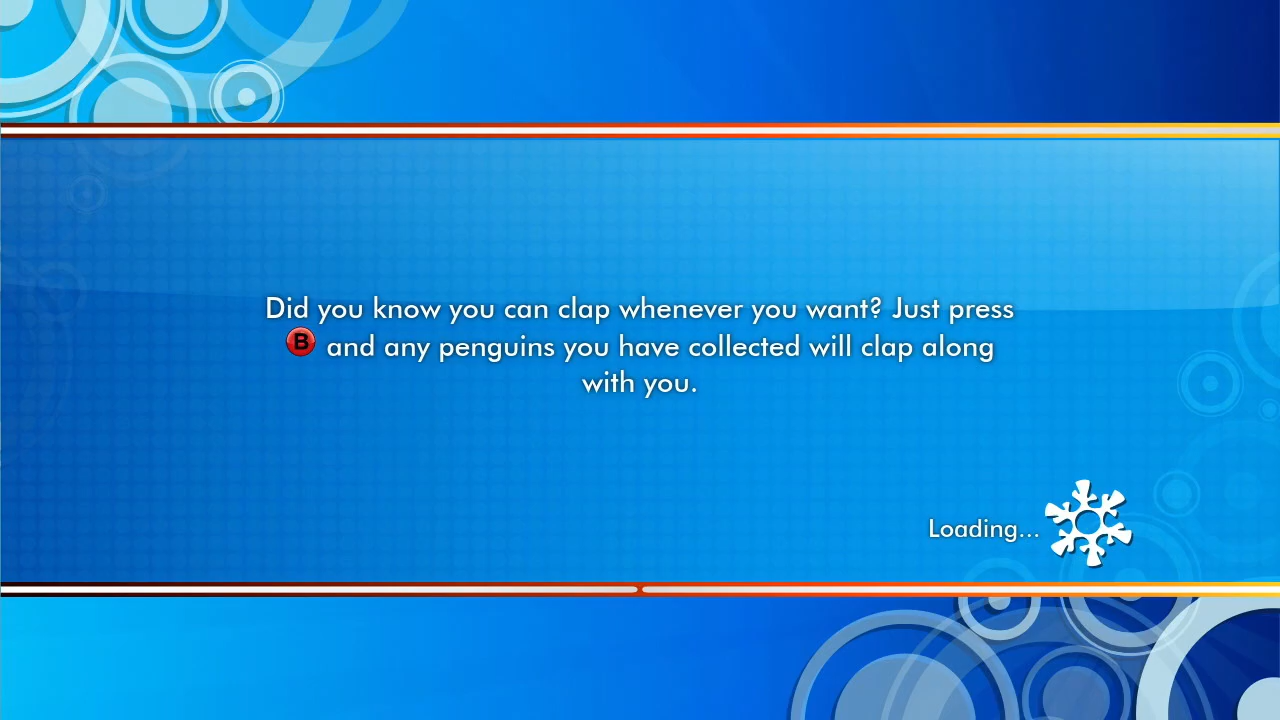 Did you know you can clap whenever you want? Just press
B and any penguins you have collected will clap along
with you.
Loading...